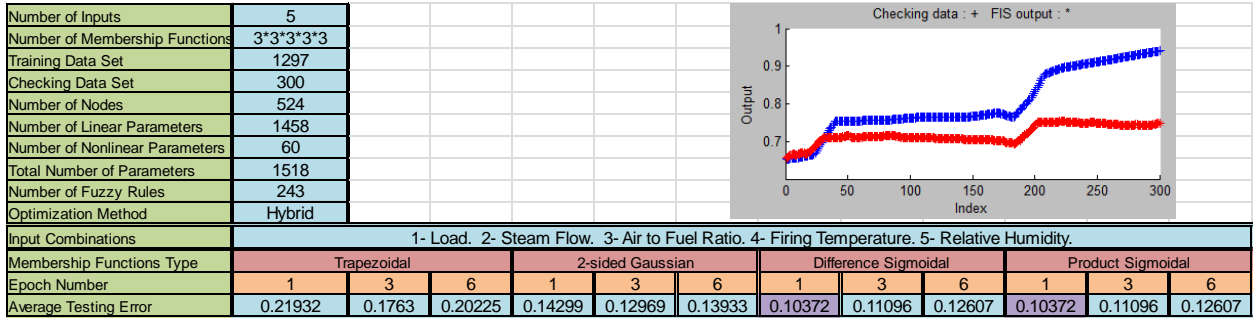 Number of Inputs 5
Number of Membership Functions 3*3*3*3*3
Training Data Set 1297
Checking Data Set 300
Number of Nodes 524
Number of Linear Parameters 1458
Number of Nonlinear Parameters 60
Total Number of Parameters 1518
Number of Fuzzy Rules 243
Optimization Method Hybrid
Checking data : + FIS output : *
1
0.9
0.8
0.7
Output
0 50 100 150 200 250 300
Index
Input Combinations 1- Load. 2- Steam Flow. 3- Air to Fuel Ratio. 4- Firing Temperature. 5- Relative Humidity.
Membership Functions Type Trapezoidal 2-sided Gaussian Difference Sigmoidal Product Sigmoidal
Epoch Number 1 3 6 1 3 6 1 3 6 1 3 6
Average Testing Error 0.21932 0.1763 0.20225 0.14299 0.12969 0.13933 0.10372 0.11096 0.12607 0.10372 0.11096 0.12607